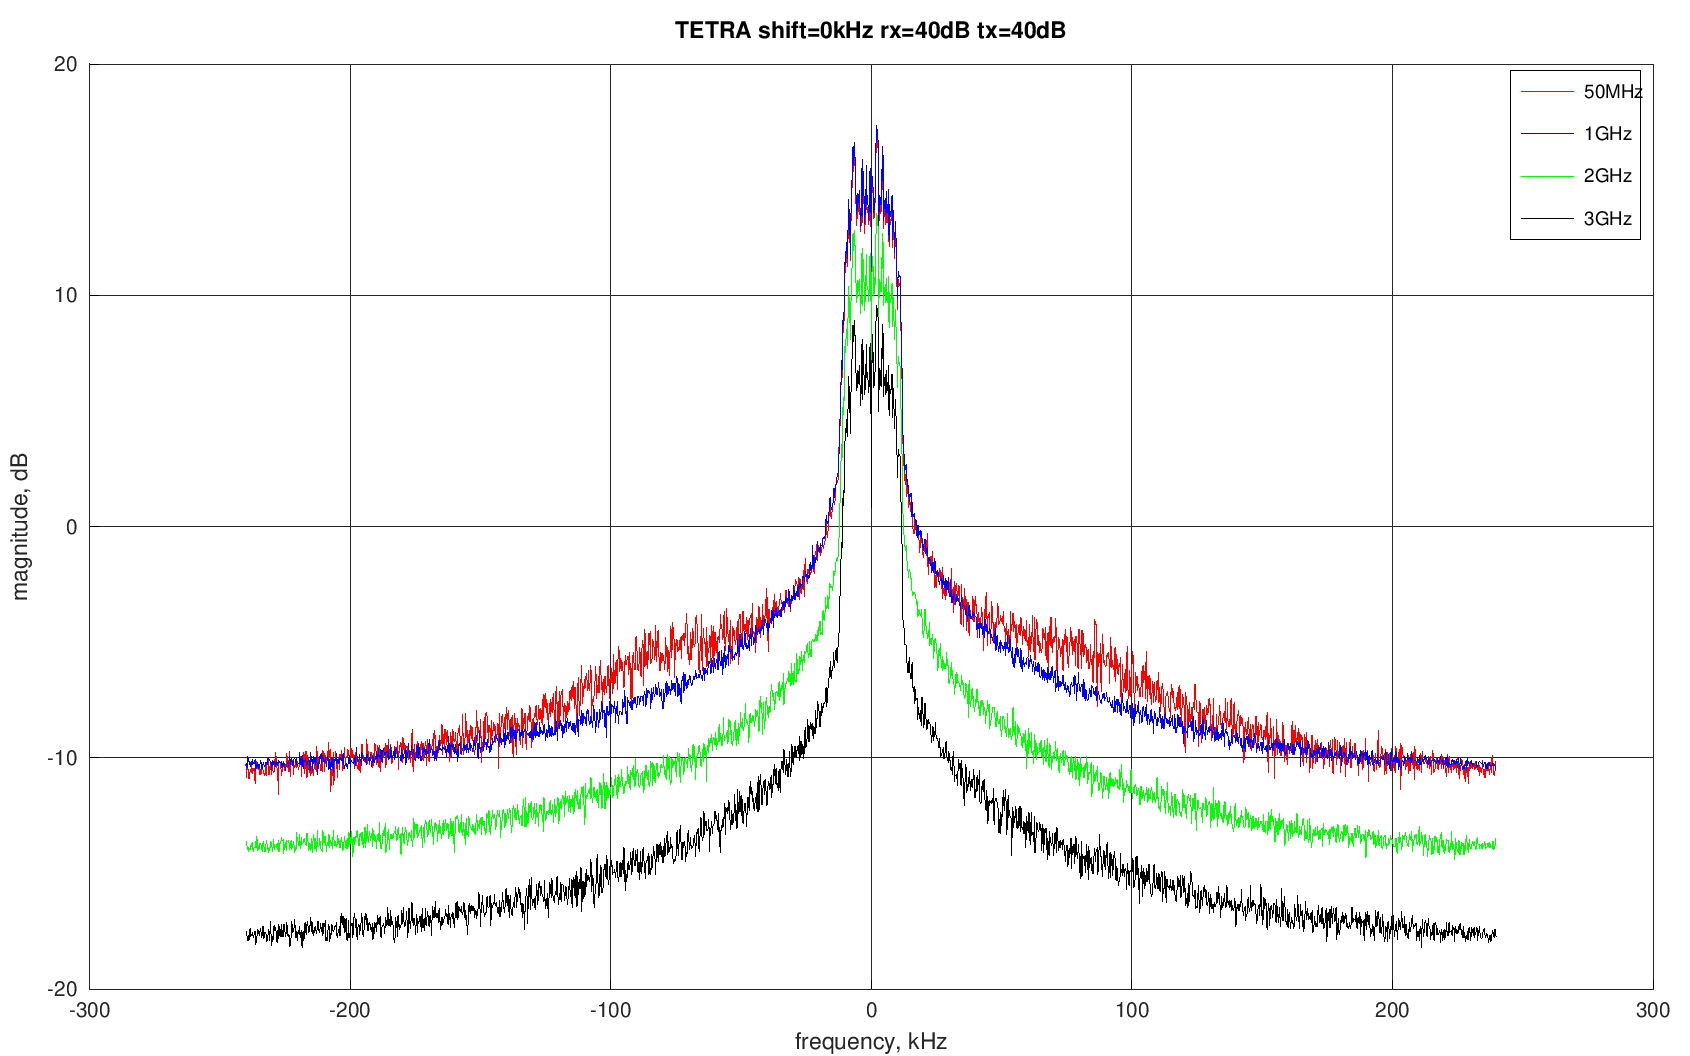 TETRA shift=0kHz rx=40dB tx=40dB
20
10
0
-10
-20
magnitude, dB
50MHz
1GHz
2GHz
3GHz
-300
-200
-100
0
100
200
300
frequency, kHz